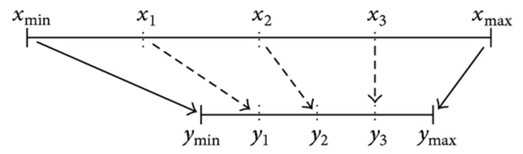 x_min x_1 x_2 x_3 x_max
y_min y_1 y_2 y_3 y_max